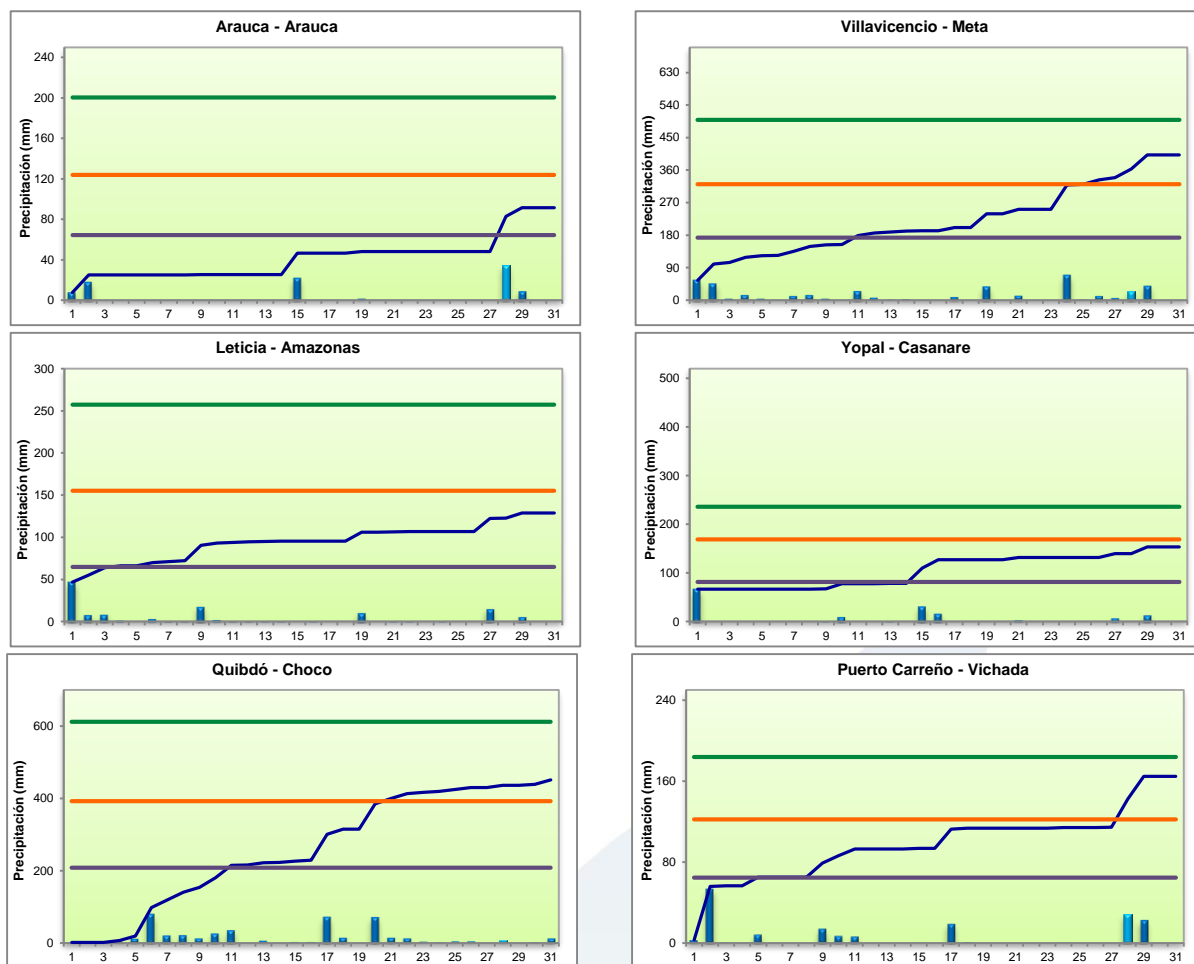 Arauca - Arauca
Precipitación (mm)
240
200
160
120
80
40
0
1 3 5 7 9 11 13 15 17 19 21 23 25 27 29 31
Villavicencio - Meta
Precipitación (mm)
630
540
450
360
270
180
90
0
1 3 5 7 9 11 13 15 17 19 21 23 25 27 29 31
Leticia - Amazonas
Precipitación (mm)
300
250
200
150
100
50
0
1 3 5 7 9 11 13 15 17 19 21 23 25 27 29 31
Yopal - Casanare
Precipitación (mm)
500
400
300
200
100
0
1 3 5 7 9 11 13 15 17 19 21 23 25 27 29 31
Quibdó - Choco
Precipitación (mm)
600
400
200
0
1 3 5 7 9 11 13 15 17 19 21 23 25 27 29 31
Puerto Carreño - Vichada
Precipitación (mm)
240
160
80
0
1 3 5 7 9 11 13 15 17 19 21 23 25 27 29 31